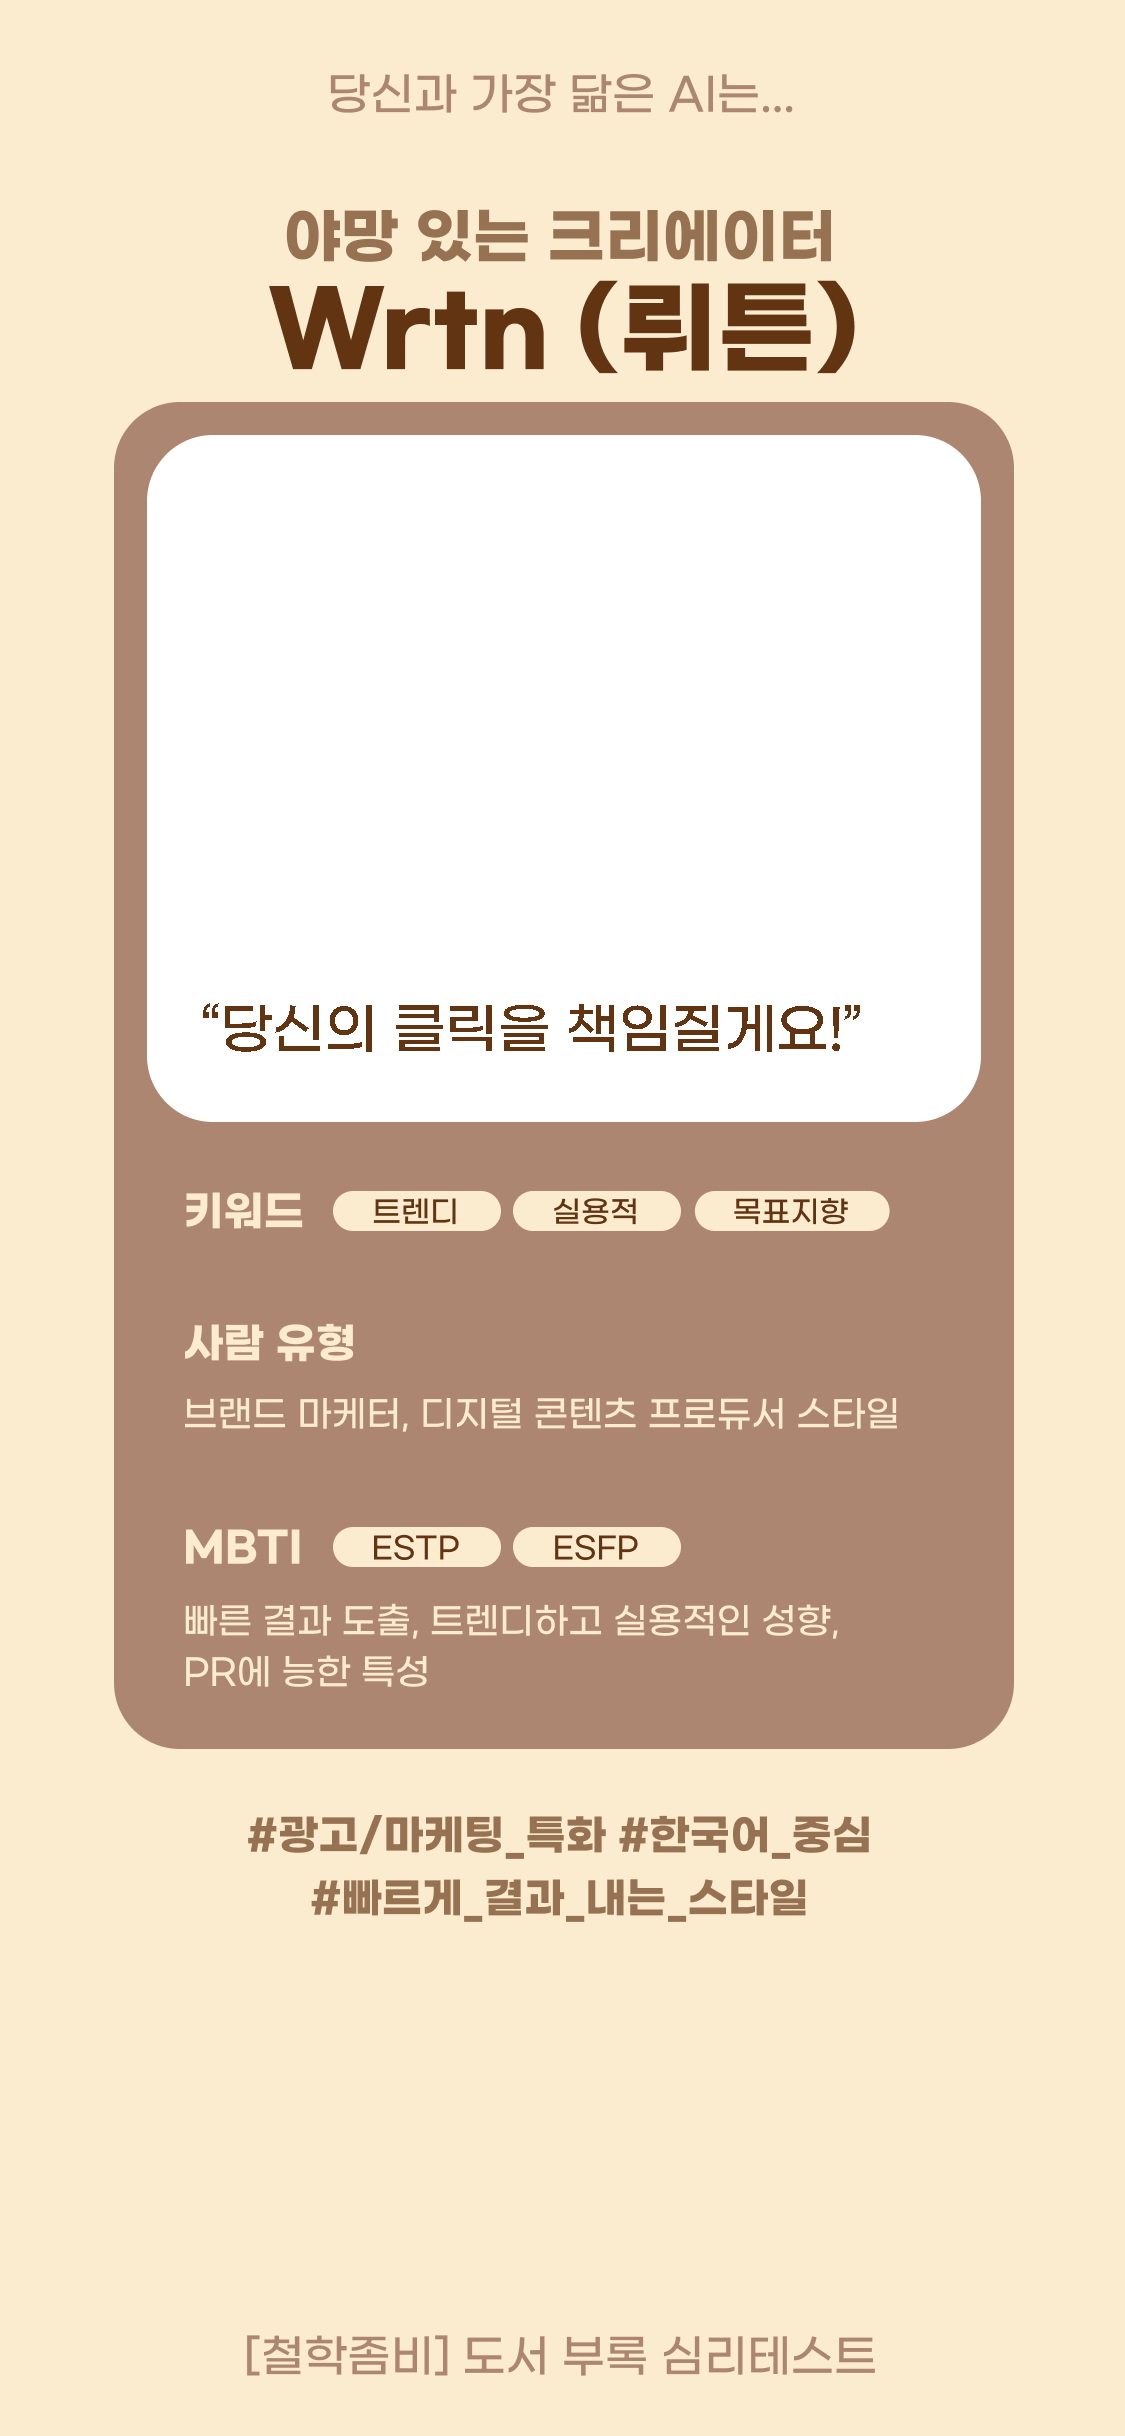 당신과 가장 닮은 AI는...
야망 있는 크리에이터
Wrtn (뤼튼)
“당신의 클릭을 책임질게요!”
키워드 트렌디 실용적 목표지향
사람 유형
브랜드 마케터, 디지털 콘텐츠 프로듀서 스타일
MBTI ESTP ESFP
빠른 결과 도출, 트렌디하고 실용적인 성향,
PR에 능한 특성
#광고/마케팅_특화 #한국어_중심
#빠르게_결과_내는_스타일
[철학좀비] 도서 부록 심리테스트